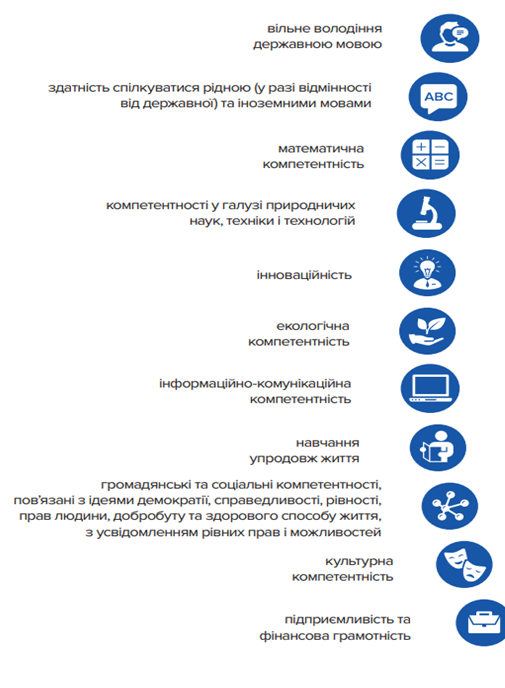 вільне володіння
державною мовою
ABC
здатність спілкуватися рідною (у разі відмінності
від державної) та іноземними мовами
математична
компетентність
компетентності у галузі природничих
наук, техніки і технологій
інноваційність
екологічна
компетентність
інформаційно-комунікаційна
компетентність
навчання
упродовж життя
громадянські та соціальні компетентності,
пов’язані з ідеями демократії, справедливості, рівності,
прав людини, добробуту та здорового способу життя,
з усвідомленням рівних прав і можливостей
культурна
компетентність
підприємливість та
фінансова грамотність